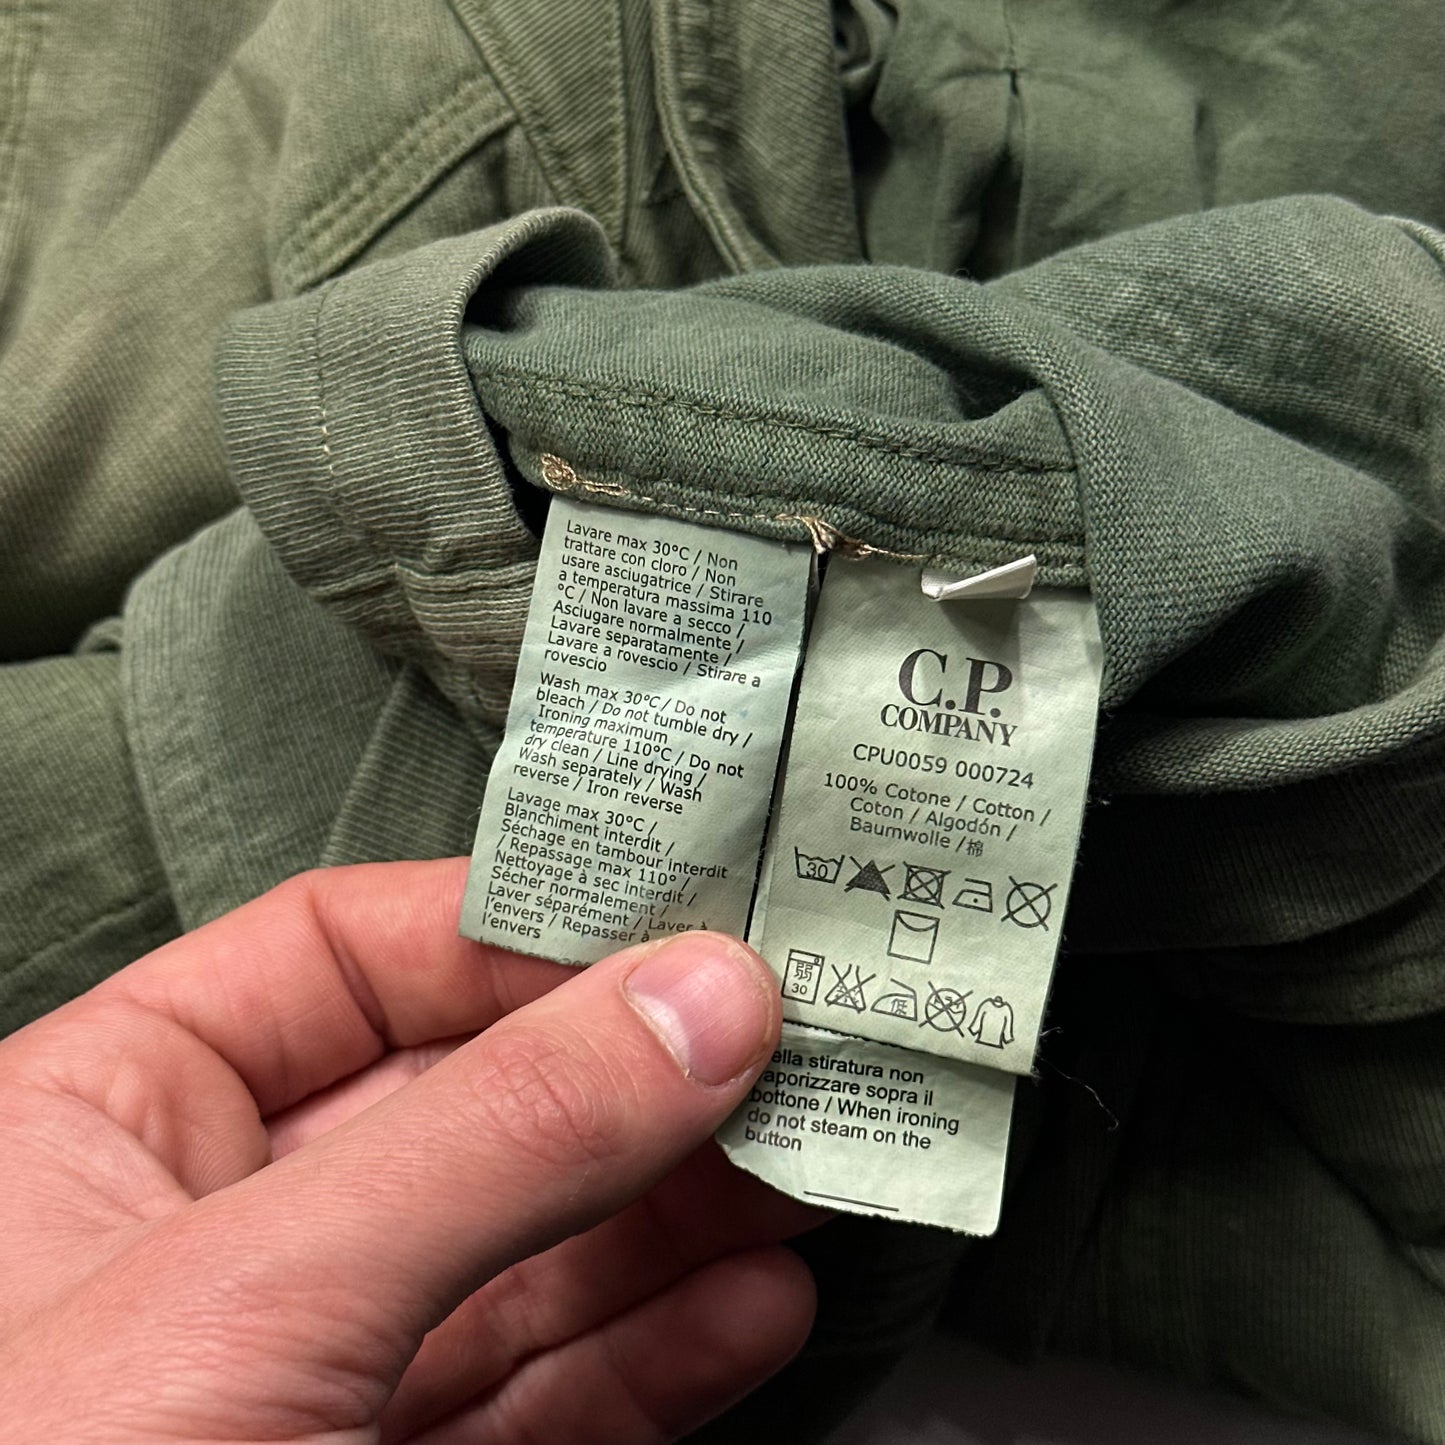 Lavare max 30°C / Non
trattare con cloro / Non
usare asciugatrice / Stirare
a temperatura massima 110
°C / Non lavare a secco /
Asciugare normalmente /
Lavare separatamente /
Lavare a rovescio / Stirare a
rovescio
Wash max 30°C / Do not
bleach / Do not tumble dry /
Ironing maximum
temperature 110°C / Do not
dry clean / Line drying /
Wash separately / Wash
reverse / Iron reverse
Lavage max 30°C /
Blanchiment interdit /
Séchage en tambour interdit
/ Repassage max 110° /
Nettoyage à sec interdit /
Sécher normalement /
Laver séparément / Laver à
l'envers / Repasser à
l'envers
C.P.
COMPANY
CPU0059 000724
100% Cotone / Cotton /
Coton / Algodón /
Baumwolle /棉
30
弱
30
低
stiratura non
sopra il
bottone / When ironing
do not steam on the
button